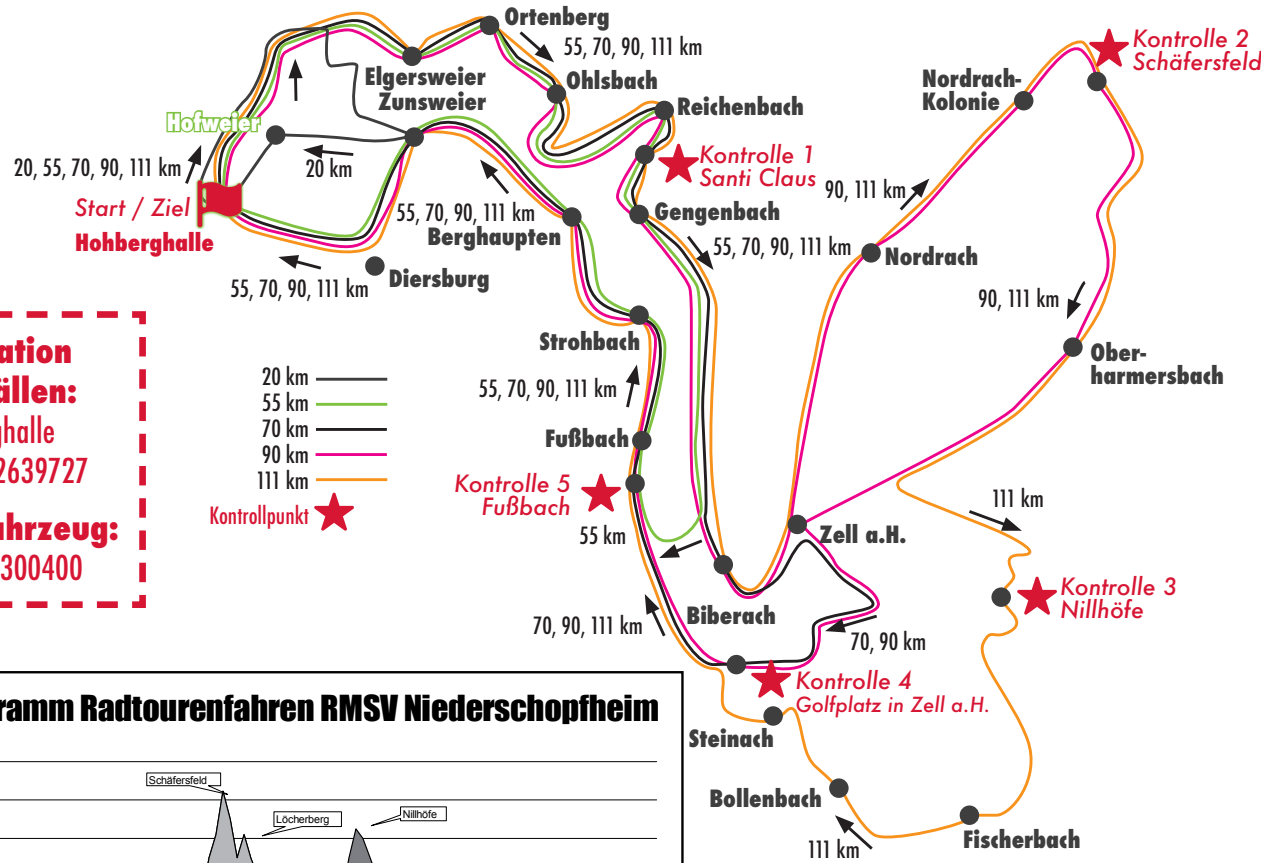 Ortenberg
55, 70, 90, 111 km
Elgersweier
Zunsweier
Ohlsbach
Reichenbach
Nordrach-
Kolonie
Kontrolle 2
Schäfersfeld
Hofweier
20, 55, 70, 90, 111 km
20 km
Kontrolle 1
Santi Claus
90, 111 km
Start / Ziel
Hohberghalle
55, 70, 90, 111 km
Berghaupten
Gengenbach
55, 70, 90, 111 km
Nordrach
55, 70, 90, 111 km
Diersburg
90, 111 km
Strohbach
Ober-
harmersbach
ation
ällen:
ghalle
2639727
ahrzeug:
300400
20 km
55 km
70 km
90 km
111 km
Kontrollpunkt
55, 70, 90, 111 km
Fußbach
Kontrolle 5
Fußbach
55 km
111 km
Zell a.H.
Kontrolle 3
Nillhöfe
Biberach
70, 90, 111 km
70, 90 km
Kontrolle 4
Golfplatz in Zell a.H.
Steinach
Bollenbach
Fischerbach
111 km
ramm Radtourenfahren RMSV Niederschopfheim
Schäfersfeld
Löcherberg
Nillhöfe